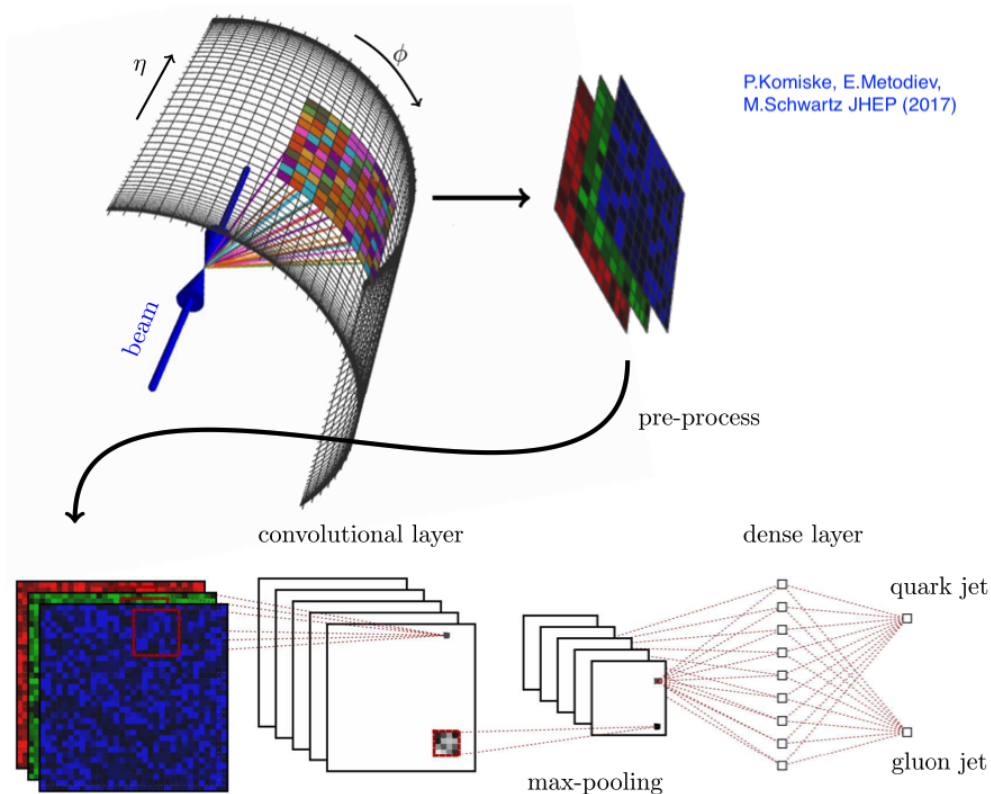 η
ϕ
P.Komiske, E.Metodiev,
M.Schwartz JHEP (2017)
beam
pre-process
convolutional layer
dense layer
quark jet
gluon jet
max-pooling